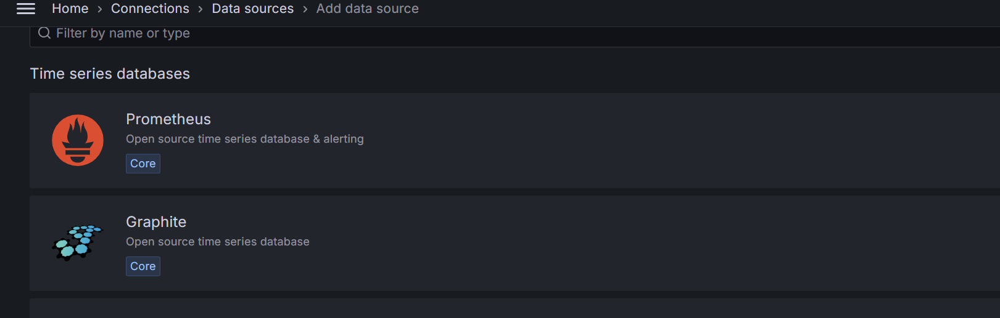 Home > Connections > Data sources > Add data source
Filter by name or type
Time series databases
Prometheus
Open source time series database & alerting
Core
Graphite
Open source time series database
Core